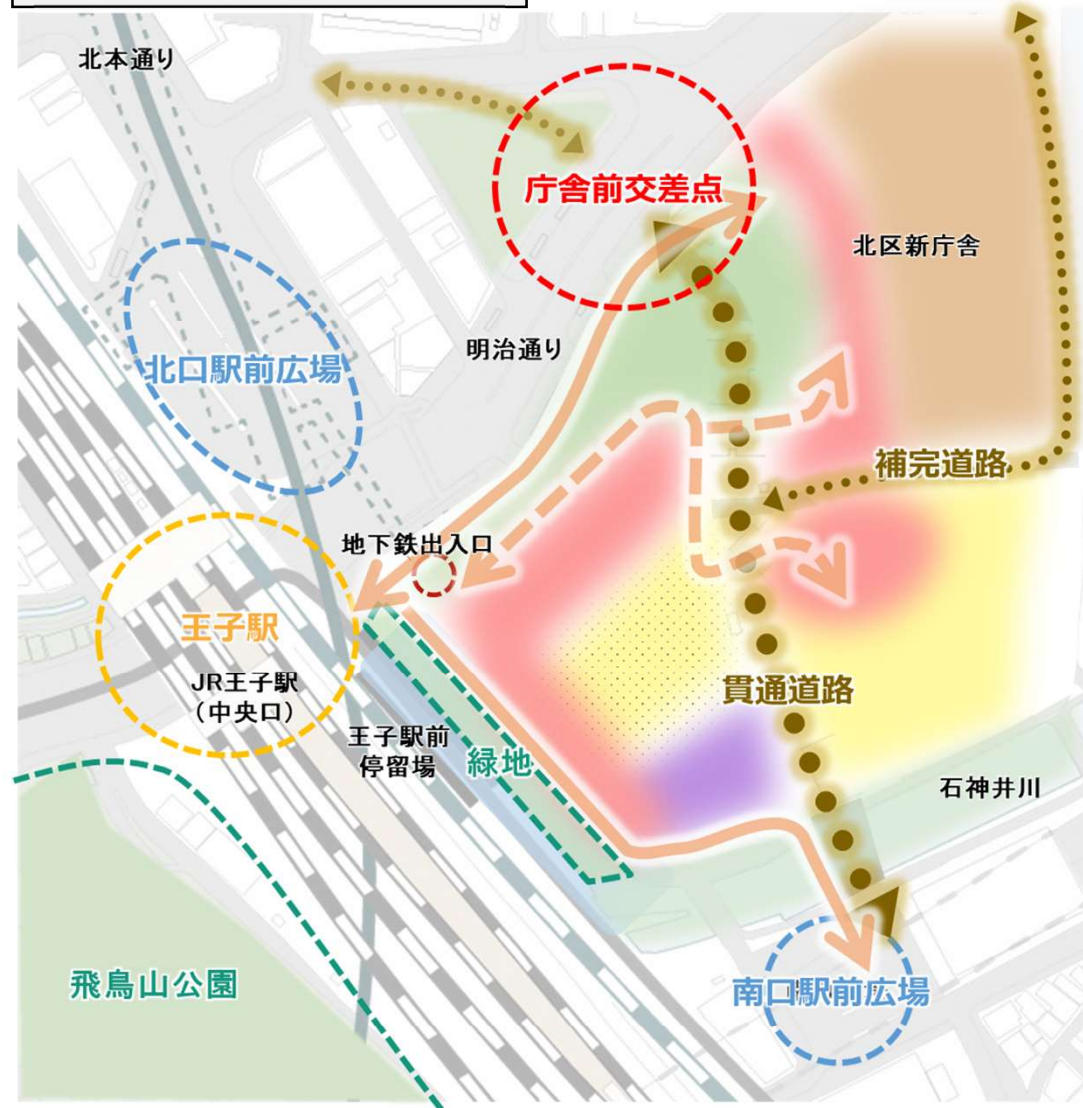 北本通り
庁舎前交差点
北区新庁舎
明治通り
北口駅前広場
補完道路
地下鉄出入口
王子駅
JR王子駅
（中央口）
貫通道路
王子駅前
停留場
緑地
石神井川
飛鳥山公園
南口駅前広場